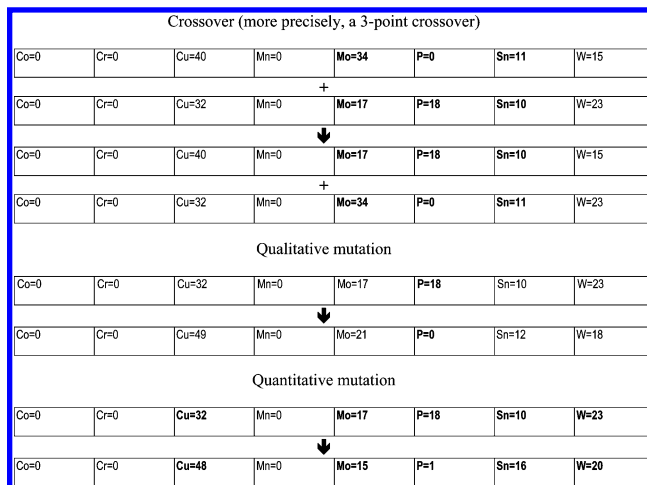 Crossover (more precisely, a 3-point crossover)
Co=0 Cr=0 Cu=40 Mn=0 Mo=34 P=0 Sn=11 W=15
+
Co=0 Cr=0 Cu=32 Mn=0 Mo=17 P=18 Sn=10 W=23
Co=0 Cr=0 Cu=40 Mn=0 Mo=17 P=18 Sn=10 W=15
+
Co=0 Cr=0 Cu=32 Mn=0 Mo=34 P=0 Sn=11 W=23
Qualitative mutation
Co=0 Cr=0 Cu=32 Mn=0 Mo=17 P=18 Sn=10 W=23
Co=0 Cr=0 Cu=49 Mn=0 Mo=21 P=0 Sn=12 W=18
Quantitative mutation
Co=0 Cr=0 Cu=32 Mn=0 Mo=17 P=18 Sn=10 W=23
Co=0 Cr=0 Cu=48 Mn=0 Mo=15 P=1 Sn=16 W=20